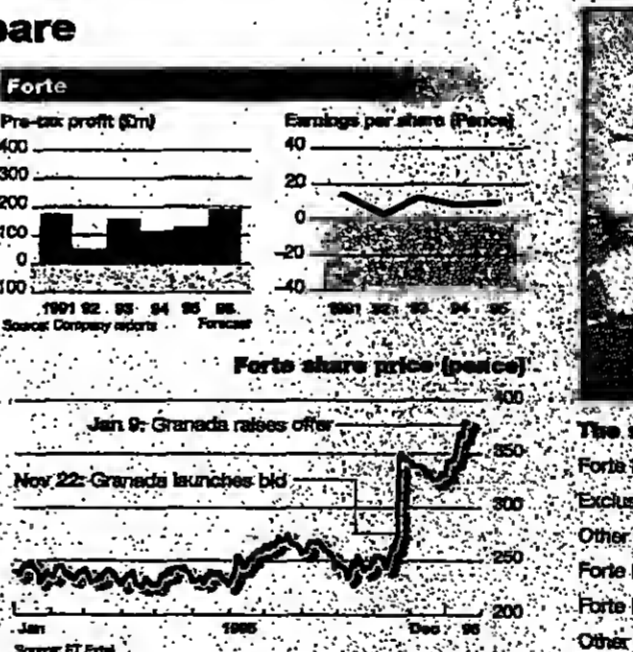 Forte
Pre-tax profit (£m)
400
300
200
100
0
100
1991 92 93 94 95 96
Source: Company reports Forecast
Earnings per share (Pence)
40
20
0
-20
-40
1991 92 93 94 95
Forte share price (pence)
400
Jan 9: Granada raises offer
350
Nov 22: Granada launches bid
300
250
200
Jan 1995 Dec 96
Source: FT
The
Forte
Other
Forte
Forte
Other